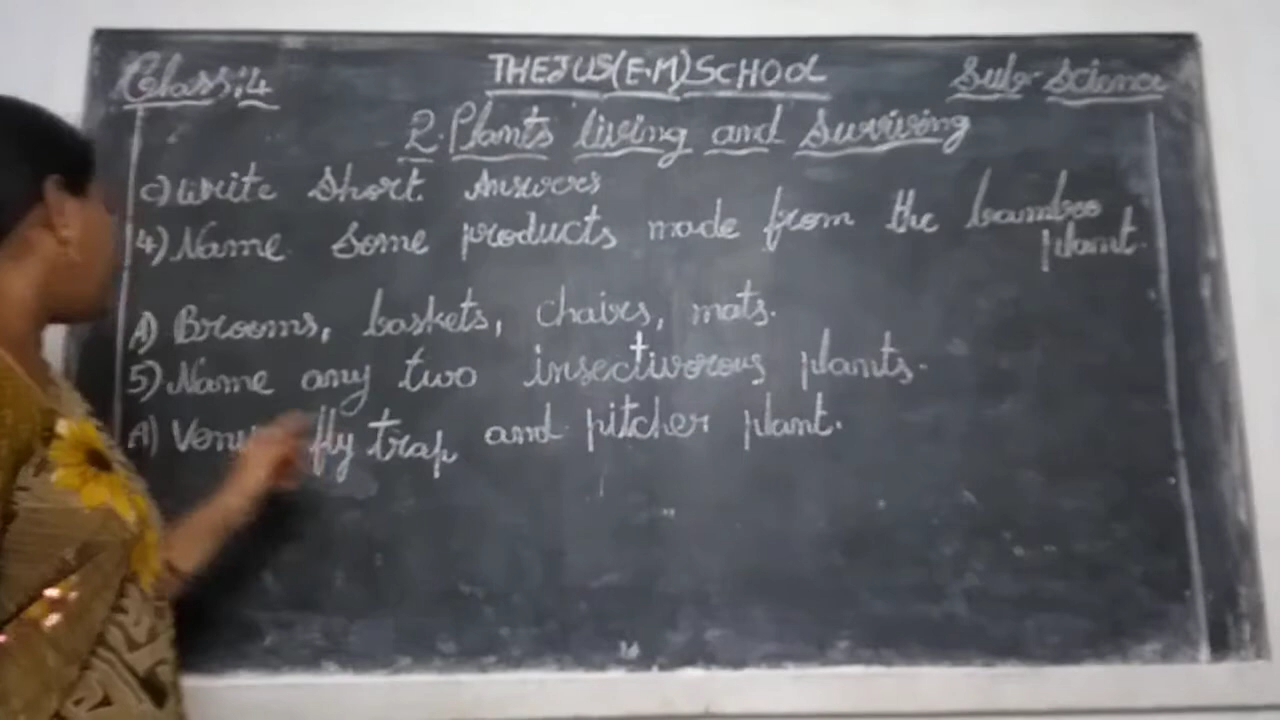 Class:4
THEJUS(E.M)SCHOOL
Sub- Science
2. Plants living and Surviving
c) Write Short Answers
4) Name Some products made from the bamboo
plant.
A) Brooms, baskets, chairs, mats.
5) Name any two insectivorous plants.
A) fly trap and pitcher plant.